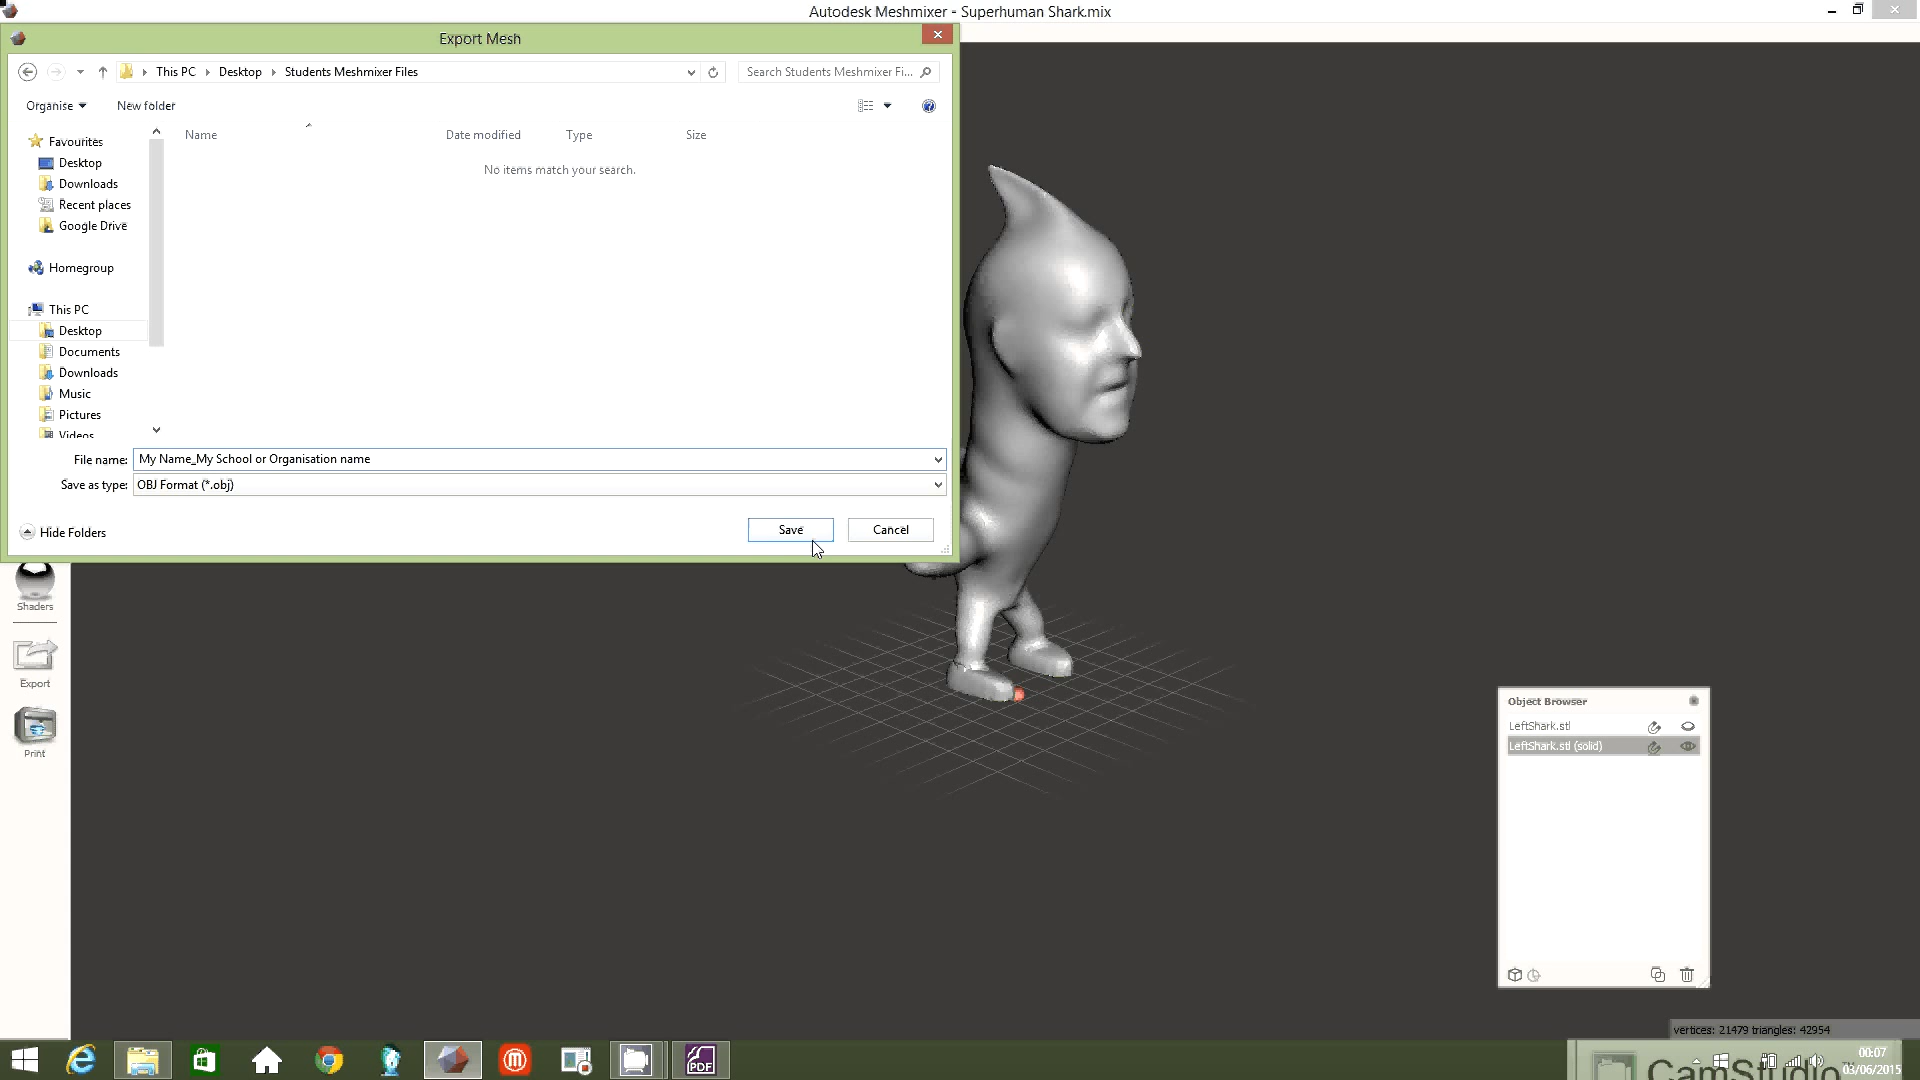 Autodesk Meshmixer - Superhuman Shark.mix
Export Mesh
This PC Desktop Students Meshmixer Files
Search Students Meshmixer Fi...
Organise New folder
Name Date modified Type Size
No items match your search.
Favourites
Desktop
Downloads
Recent places
Google Drive
Homegroup
This PC
Desktop
Documents
Downloads
Music
Pictures
Videos
File name: My Name_My School or Organisation name
Save as type: OBJ Format (*.obj)
Hide Folders
Save Cancel
Shaders
Export
Print
Object Browser
LeftShark.stl
LeftShark.stl (solid)
vertices: 21479 triangles: 42954
PDF
CamStudio
00:07
03/06/2015